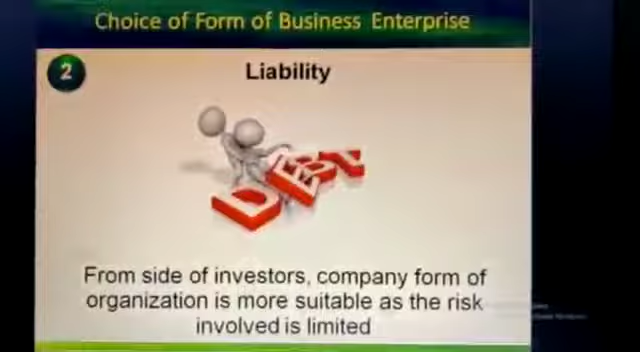 Choice of Form of Business Enterprise
2
Liability
DEBT
From side of investors, company form of
organization is more suitable as the risk
involved is limited